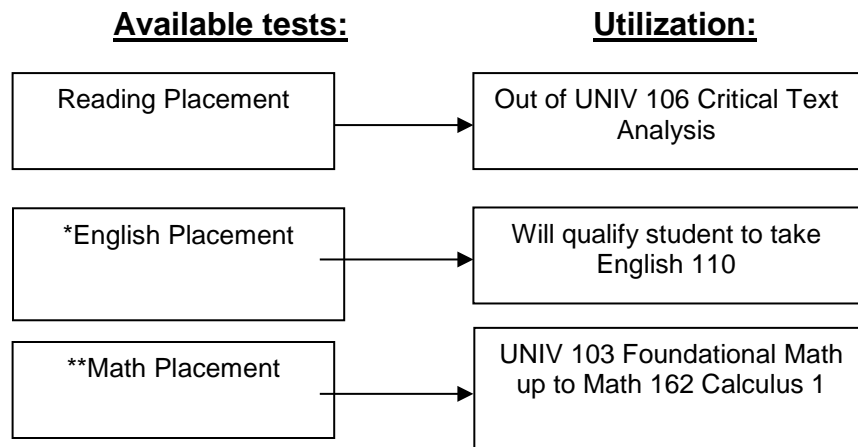 Available tests: Utilization:
Reading Placement
Out of UNIV 106 Critical Text
Analysis
*English Placement
Will qualify student to take
English 110
**Math Placement
UNIV 103 Foundational Math
up to Math 162 Calculus 1